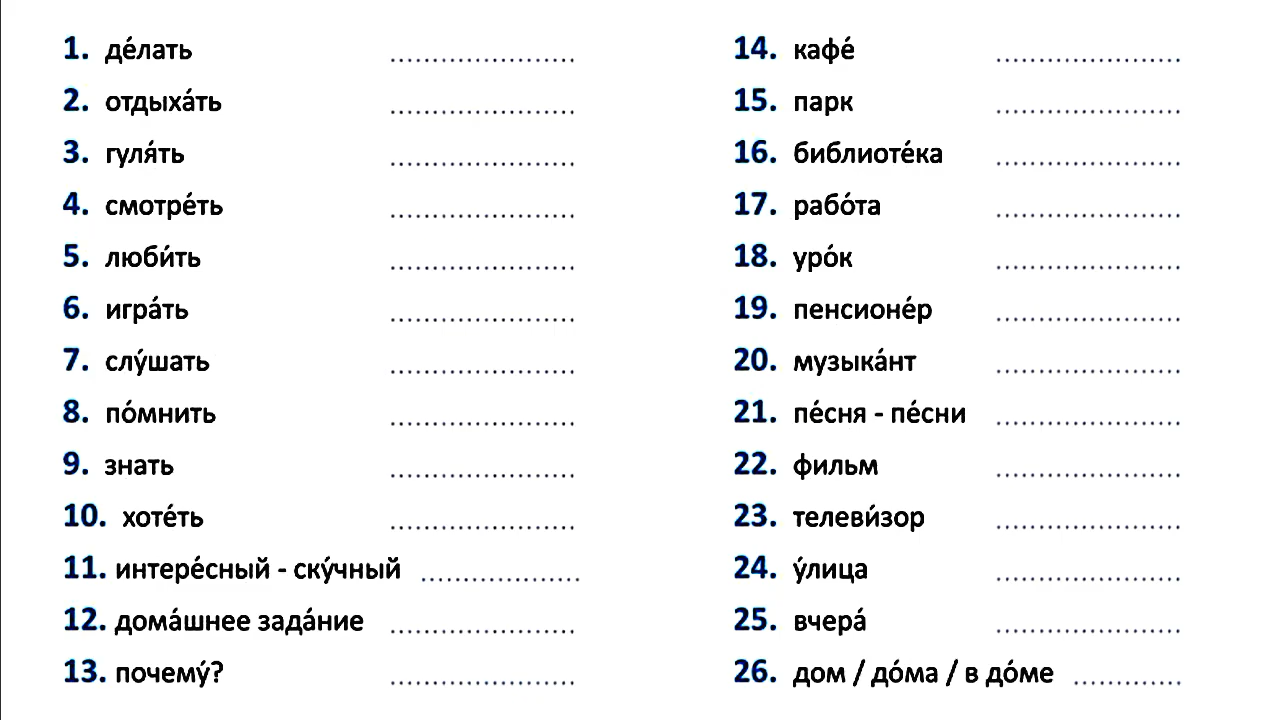 1. де́лать ........................
2. отдыха́ть ........................
3. гуля́ть ........................
4. смотре́ть ........................
5. люби́ть ........................
6. игра́ть ........................
7. слу́шать ........................
8. по́мнить ........................
9. знать ........................
10. хоте́ть ........................
11. интере́сный - ску́чный ....................
12. дома́шнее зада́ние ........................
13. почему́? ........................
14. кафе́ ........................
15. парк ........................
16. библиоте́ка ........................
17. рабо́та ........................
18. уро́к ........................
19. пенсионе́р ........................
20. музыка́нт ........................
21. пе́сня - пе́сни ........................
22. фильм ........................
23. телеви́зор ........................
24. у́лица ........................
25. вчера́ ........................
26. дом / до́ма / в до́ме ..............